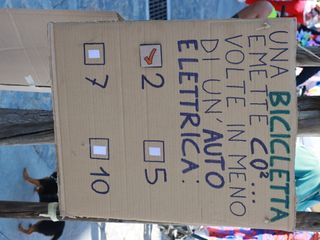 UNA BICICLETTA
EMETTE CO²...
VOLTE IN MENO
DI UN'AUTO
ELETTRICA!
2 5
7 10